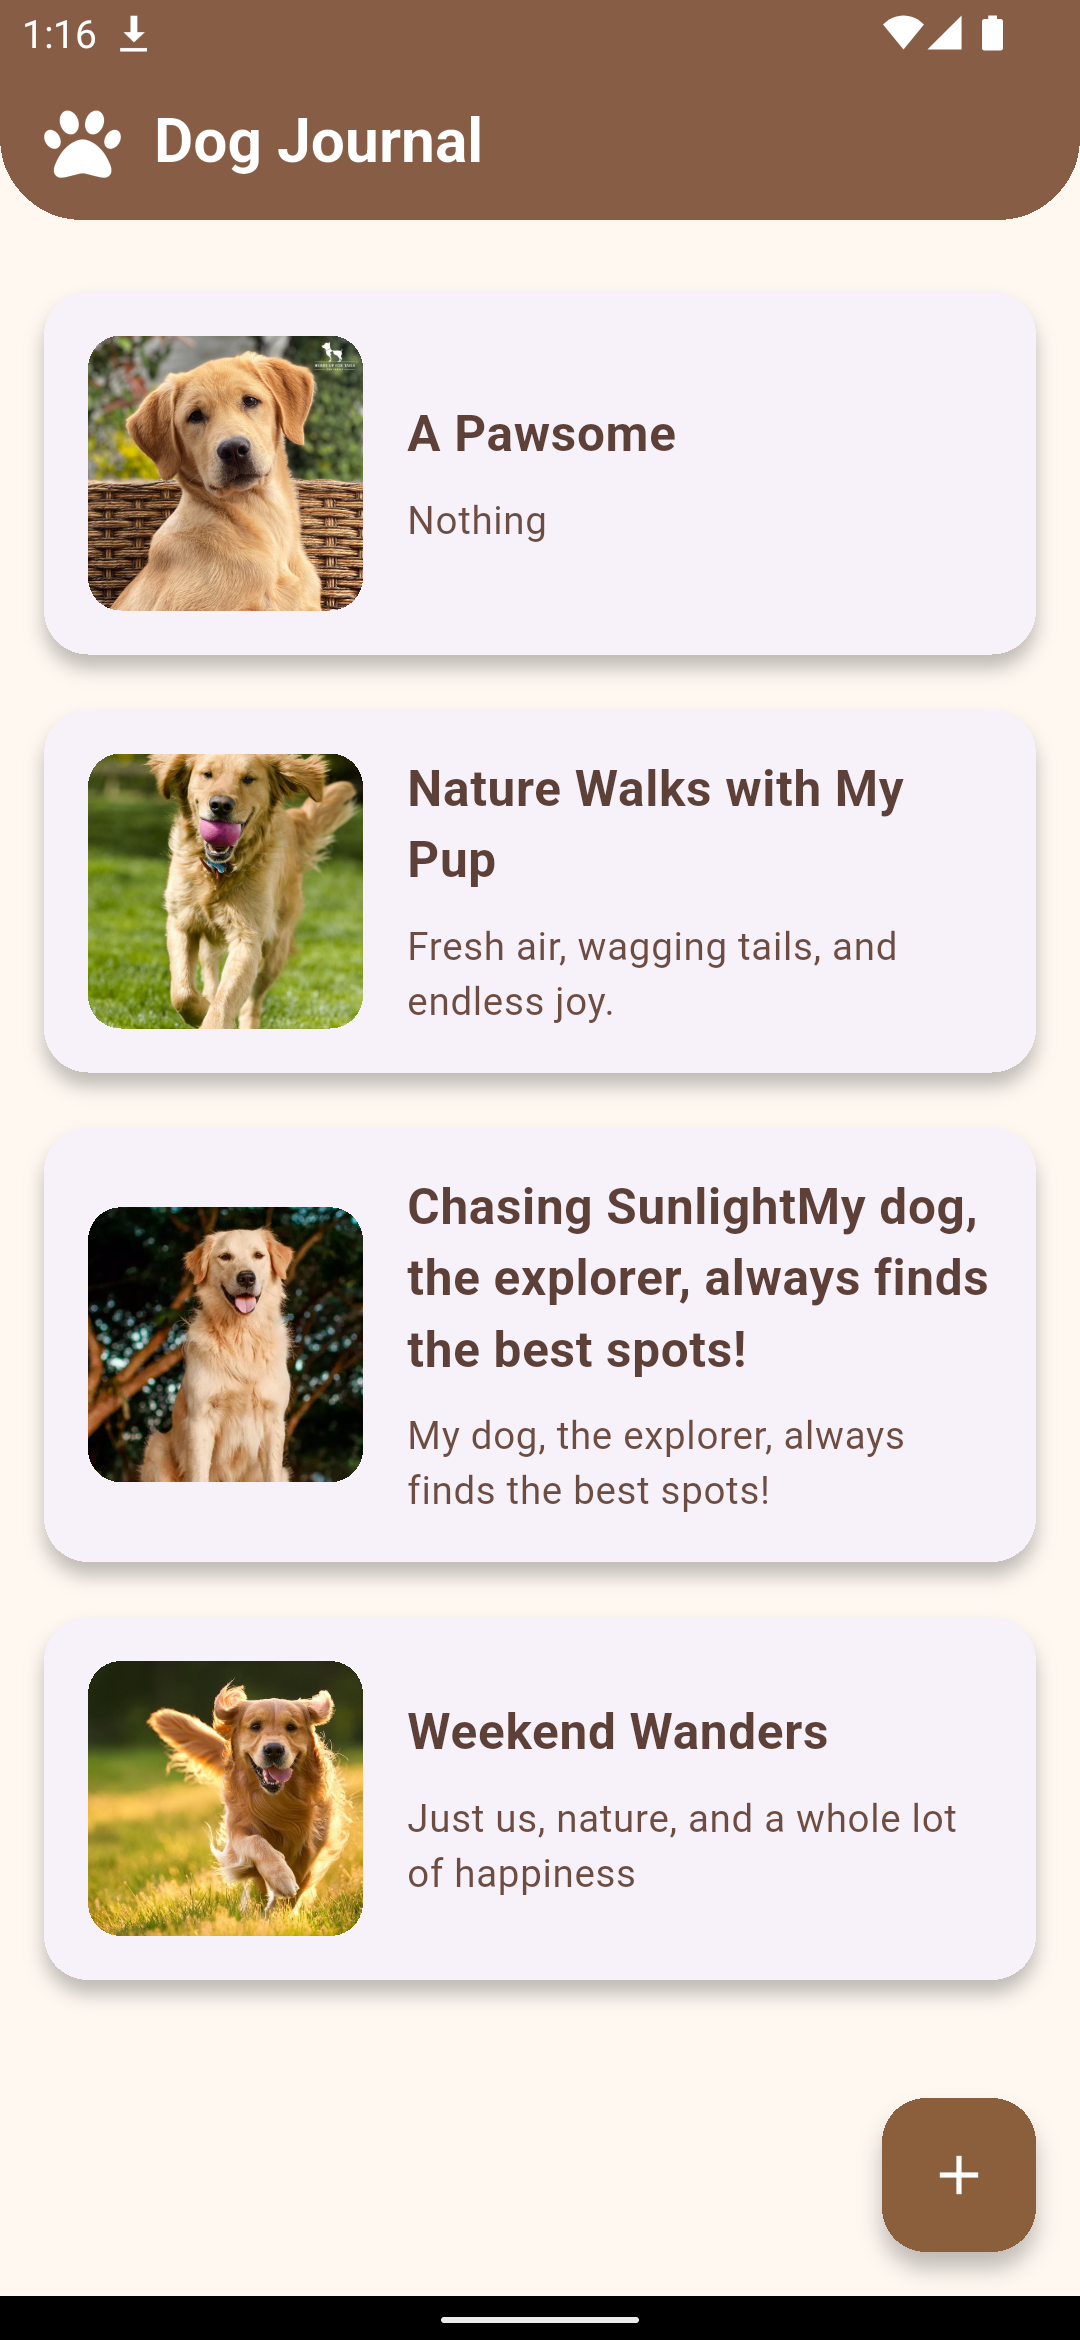 1:16
Dog Journal
A Pawsome
Nothing
Nature Walks with My
Pup
Fresh air, wagging tails, and
endless joy.
Chasing SunlightMy dog,
the explorer, always finds
the best spots!
My dog, the explorer, always
finds the best spots!
Weekend Wanders
Just us, nature, and a whole lot
of happiness